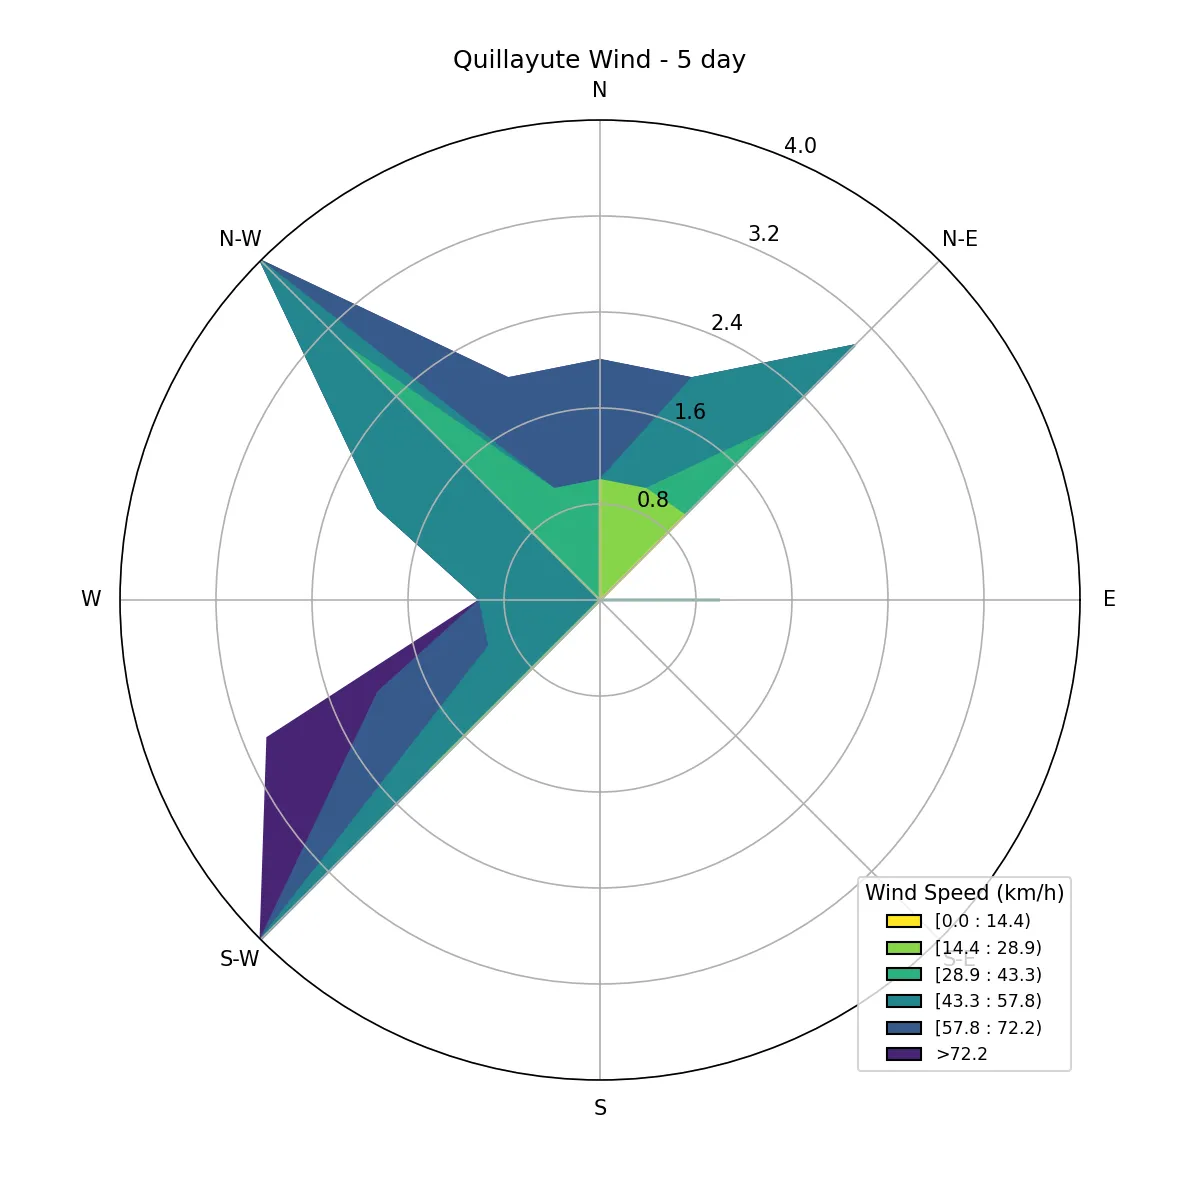 Quillayute Wind - 5 day
N
4.0
N-W
3.2
N-E
2.4
1.6
0.8
W
E
S-W
S-E
Wind Speed (km/h)
[0.0 : 14.4)
[14.4 : 28.9)
[28.9 : 43.3)
[43.3 : 57.8)
[57.8 : 72.2)
>72.2
S